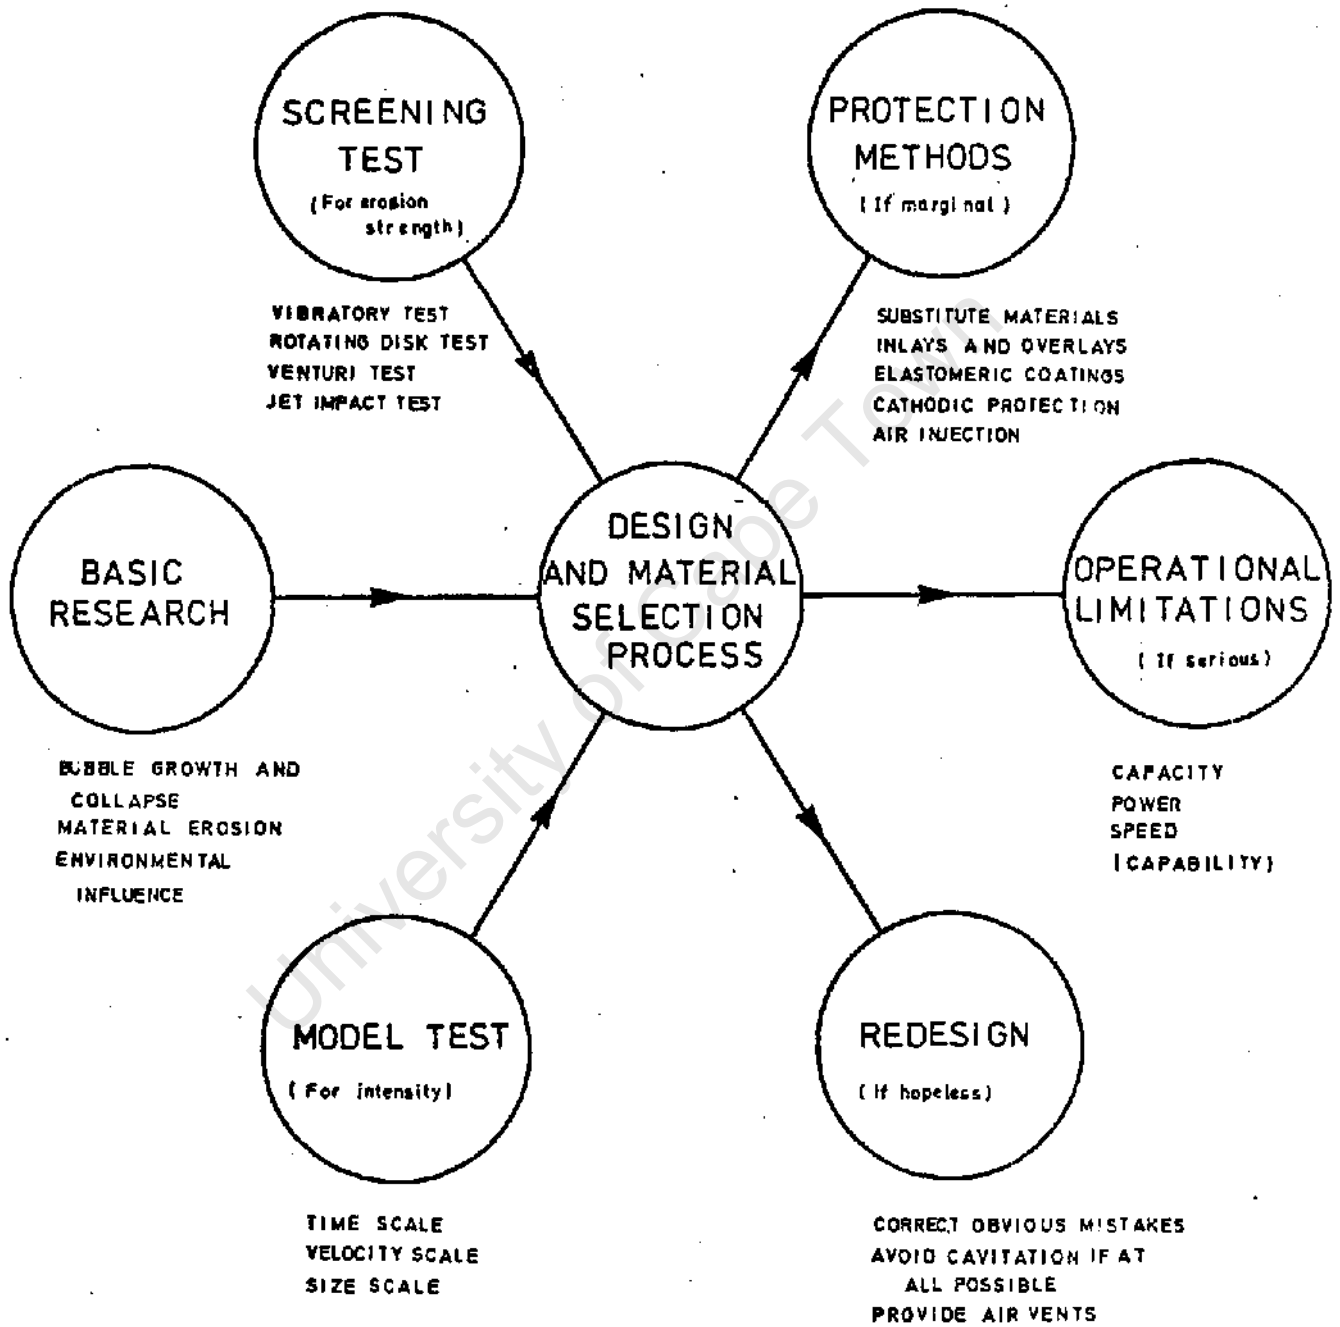 SCREENING
TEST
(For erosion
strength)
VIBRATORY TEST
ROTATING DISK TEST
VENTURI TEST
JET IMPACT TEST
PROTECTION
METHODS
(If marginal)
SUBSTITUTE MATERIALS
INLAYS AND OVERLAYS
ELASTOMERIC COATINGS
CATHODIC PROTECTION
AIR INJECTION
BASIC
RESEARCH
BUBBLE GROWTH AND
COLLAPSE
MATERIAL EROSION
ENVIRONMENTAL
INFLUENCE
DESIGN
AND MATERIAL
SELECTION
PROCESS
OPERATIONAL
LIMITATIONS
(If serious)
CAPACITY
POWER
SPEED
(CAPABILITY)
MODEL TEST
(For intensity)
TIME SCALE
VELOCITY SCALE
SIZE SCALE
REDESIGN
(If hopeless)
CORRECT OBVIOUS MISTAKES
AVOID CAVITATION IF AT
ALL POSSIBLE
PROVIDE AIR VENTS
University of Cape Town